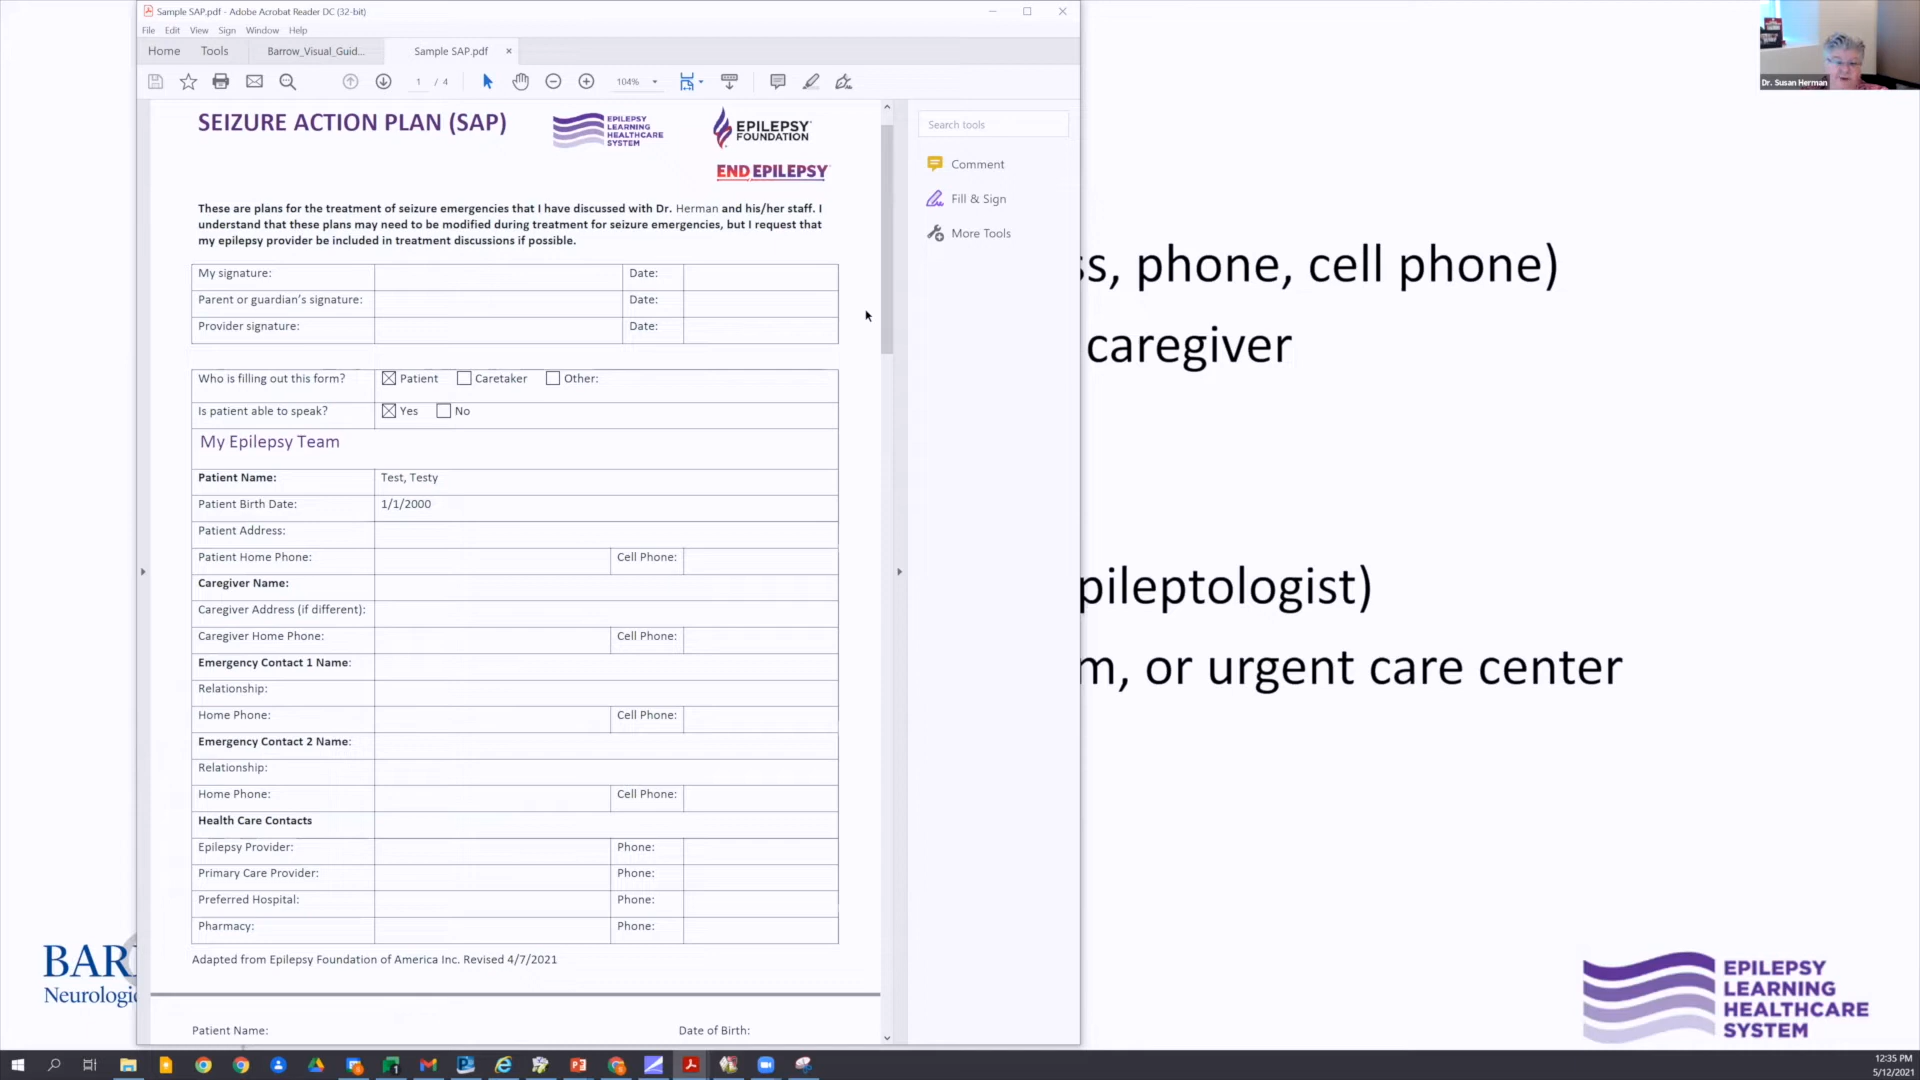 Sample SAP.pdf - Adobe Acrobat Reader DC (32-bit)
File Edit View Sign Window Help
Home Tools Barrow_Visual_Guid... Sample SAP.pdf ×
1 / 4 104%
Dr. Susan Herman
SEIZURE ACTION PLAN (SAP)
EPILEPSY
LEARNING
HEALTHCARE
SYSTEM
EPILEPSY
FOUNDATION
END EPILEPSY
These are plans for the treatment of seizure emergencies that I have discussed with Dr. Herman and his/her staff. I
understand that these plans may need to be modified during treatment for seizure emergencies, but I request that
my epilepsy provider be included in treatment discussions if possible.
My signature: Date:
Parent or guardian's signature: Date:
Provider signature: Date:
Who is filling out this form? Patient Caretaker Other:
Is patient able to speak? Yes No
My Epilepsy Team
Patient Name: Test, Testy
Patient Birth Date: 1/1/2000
Patient Address:
Patient Home Phone: Cell Phone:
Caregiver Name:
Caregiver Address (if different):
Caregiver Home Phone: Cell Phone:
Emergency Contact 1 Name:
Relationship:
Home Phone: Cell Phone:
Emergency Contact 2 Name:
Relationship:
Home Phone: Cell Phone:
Health Care Contacts
Epilepsy Provider: Phone:
Primary Care Provider: Phone:
Preferred Hospital: Phone:
Pharmacy: Phone:
Adapted from Epilepsy Foundation of America Inc. Revised 4/7/2021
Patient Name: Date of Birth:
Search tools
Comment
Fill & Sign
More Tools
ss, phone, cell phone)
caregiver
pileptologist)
m, or urgent care center
BAR
Neurologic
EPILEPSY
LEARNING
HEALTHCARE
SYSTEM
12:35 PM
5/12/2021